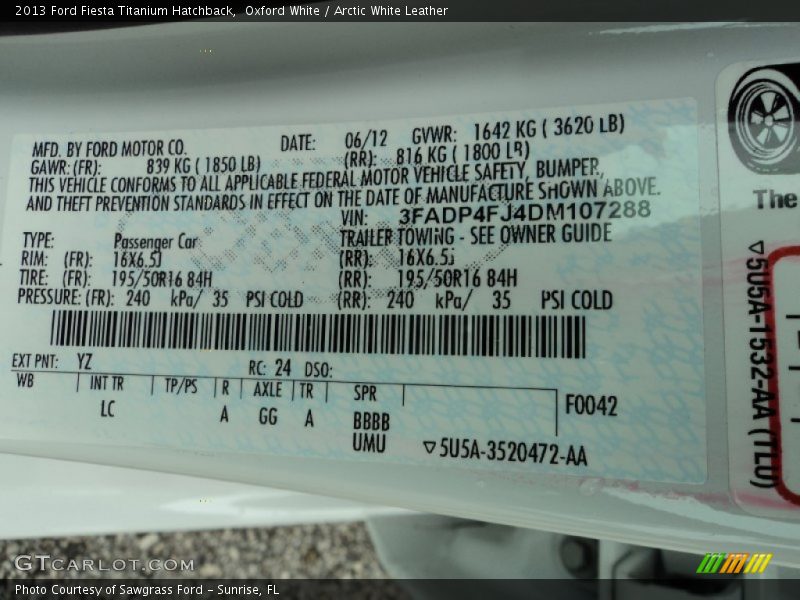 2013 Ford Fiesta Titanium Hatchback,  Oxford White / Arctic White Leather
MFD. BY FORD MOTOR CO. DATE: 06/12 GVWR: 1642 KG ( 3620 LB)
GAWR: (FR): 839 KG ( 1850 LB) (RR): 816 KG ( 1800 LB)
THIS VEHICLE CONFORMS TO ALL APPLICABLE FEDERAL MOTOR VEHICLE SAFETY, BUMPER,
AND THEFT PREVENTION STANDARDS IN EFFECT ON THE DATE OF MANUFACTURE SHOWN ABOVE.
VIN: 3FADP4FJ4DM107288
TYPE: Passenger Car TRAILER TOWING - SEE OWNER GUIDE
RIM: (FR): 16X6.5J (RR): 16X6.5J
TIRE: (FR): 195/50R16 84H (RR): 195/50R16 84H
PRESSURE: (FR): 240 kPa/ 35 PSI COLD (RR): 240 kPa/ 35 PSI COLD
EXT PNT: YZ RC: 24 DSO:
WB INT TR TP/PS R AXLE TR SPR F0042
LC A GG A BBBB
UMU ▽5U5A-3520472-AA
The
▽5U5A-1532-AA (TLU)
GTCARLOT.COM
Photo Courtesy of Sawgrass Ford - Sunrise, FL